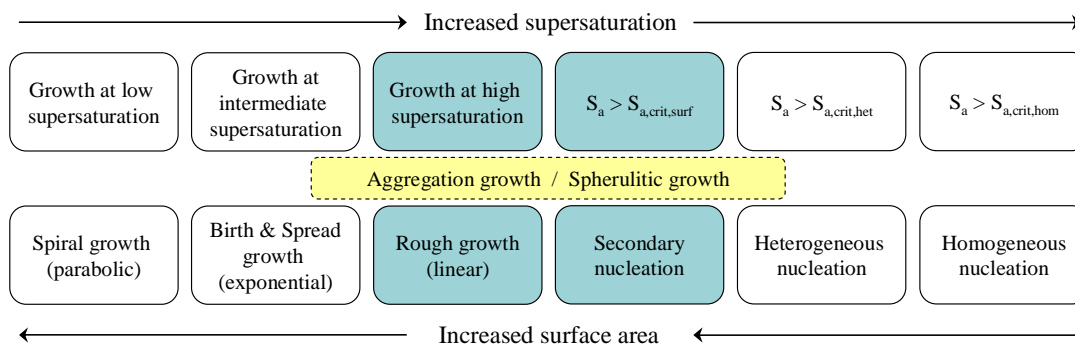 Increased supersaturation
Growth at low
supersaturation
Growth at
intermediate
supersaturation
Growth at high
supersaturation
Sa > Sa,crit,surf
Sa > Sa,crit,het
Sa > Sa,crit,hom
Aggregation growth / Spherulitic growth
Spiral growth
(parabolic)
Birth & Spread
growth
(exponential)
Rough growth
(linear)
Secondary
nucleation
Heterogeneous
nucleation
Homogeneous
nucleation
Increased surface area